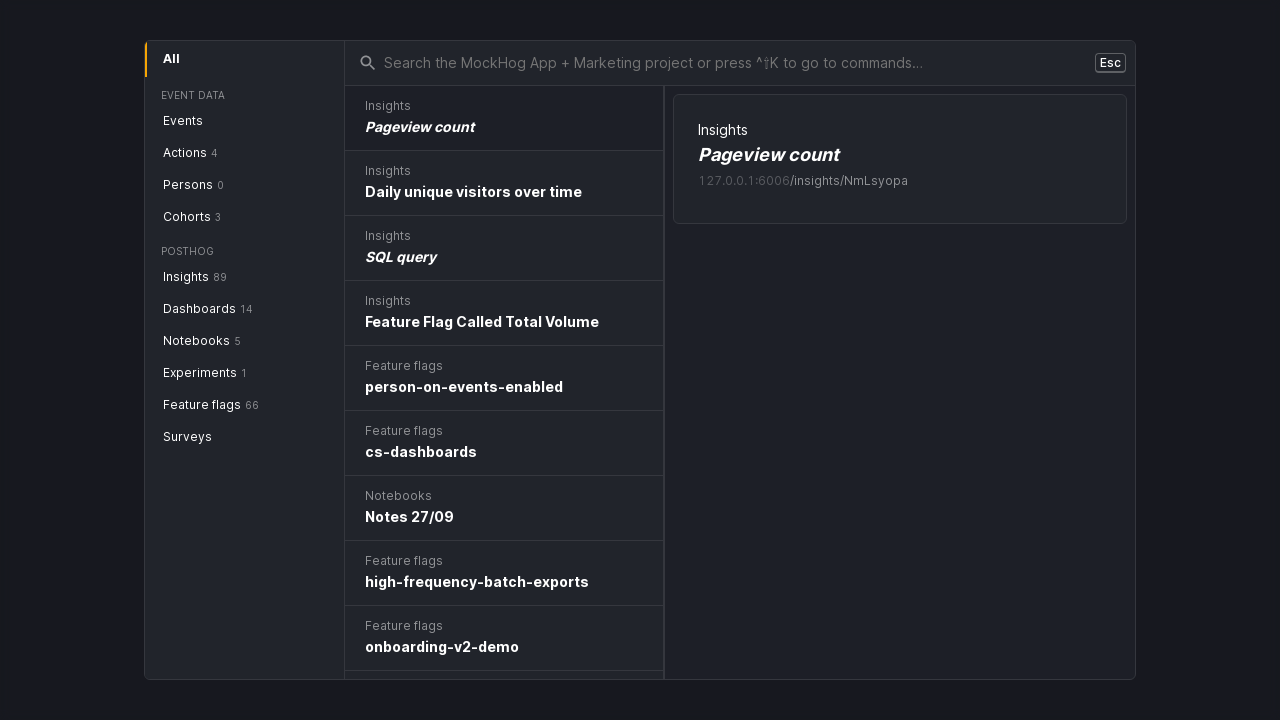 All
EVENT DATA
Events
Actions 4
Persons 0
Cohorts 3
POSTHOG
Insights 89
Dashboards 14
Notebooks 5
Experiments 1
Feature flags 66
Surveys
Search the MockHog App + Marketing project or press ^⇧K to go to commands…
Esc
Insights
Pageview count
Insights
Daily unique visitors over time
Insights
SQL query
Insights
Feature Flag Called Total Volume
Feature flags
person-on-events-enabled
Feature flags
cs-dashboards
Notebooks
Notes 27/09
Feature flags
high-frequency-batch-exports
Feature flags
onboarding-v2-demo
Insights
Pageview count
127.0.0.1:6006/insights/NmLsyopa